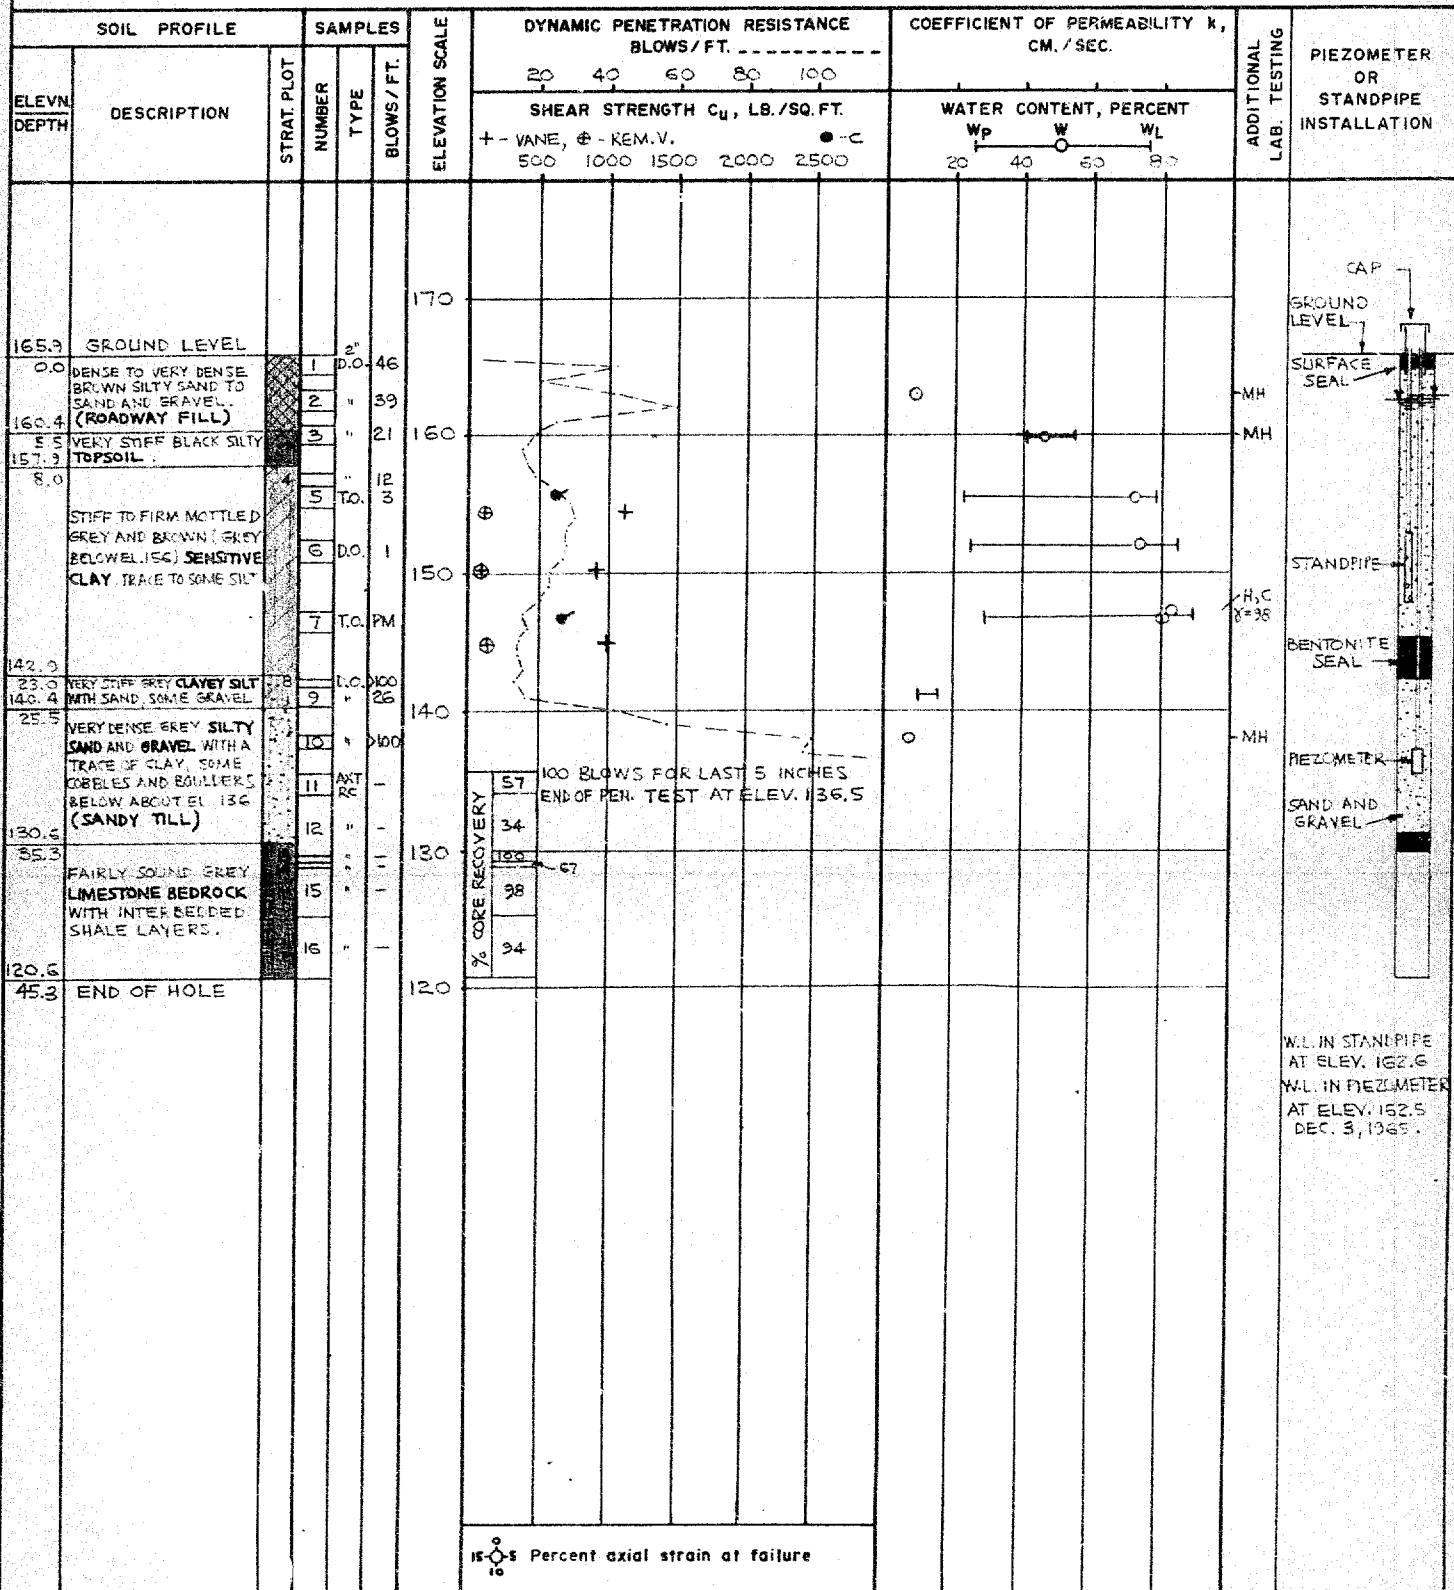 SOIL PROFILE
SAMPLES
ELEVATION SCALE
DYNAMIC PENETRATION RESISTANCE
BLOWS/FT. -----------
20 40 60 80 100
SHEAR STRENGTH Cu, LB./SQ.FT.
+ - VANE, ⊕ - REM.V. ● - C
500 1000 1500 2000 2500
COEFFICIENT OF PERMEABILITY k,
CM./SEC.
WATER CONTENT, PERCENT
WP W WL
20 40 60 80
ADDITIONAL
LAB. TESTING
PIEZOMETER
OR
STANDPIPE
INSTALLATION
ELEVN.
DEPTH
DESCRIPTION
STRAT. PLOT
NUMBER
TYPE
BLOWS/FT.
170
160
150
140
130
120
165.9 GROUND LEVEL
0.0
DENSE TO VERY DENSE
BROWN SILTY SAND TO
SAND AND GRAVEL.
(ROADWAY FILL)
160.4
5.5
VERY STIFF BLACK SILTY
TOPSOIL.
157.9
8.0
STIFF TO FIRM MOTTLED
GREY AND BROWN (GREY
BELOW EL. 156) SENSITIVE
CLAY, TRACE TO SOME SILT
142.9
23.0
VERY STIFF GREY CLAYEY SILT
WITH SAND, SOME GRAVEL
140.4
25.5
VERY DENSE GREY SILTY
SAND AND GRAVEL WITH A
TRACE OF CLAY, SOME
COBBLES AND BOULDERS
BELOW ABOUT EL. 136
(SANDY TILL)
130.6
35.3
FAIRLY SOUND GREY
LIMESTONE BEDROCK
WITH INTERBEDDED
SHALE LAYERS.
120.6
45.3 END OF HOLE
1 2" D.O. 46
2 " 39
3 " 21
4 " 12
5 T.O. 3
6 D.O. 1
7 T.O. PM
8 D.O. >100
9 " 26
10 " >100
11 AXT RC -
12 " -
" -
" -
15 " -
16 " -
100 BLOWS FOR LAST 5 INCHES
END OF PEN. TEST AT ELEV. 136.5
% CORE RECOVERY
57
34
100
67
98
94
MH
MH
H,C
γ=98
MH
CAP
GROUND
LEVEL
SURFACE
SEAL
STANDPIPE
BENTONITE
SEAL
PIEZOMETER
SAND AND
GRAVEL
W.L. IN STANDPIPE
AT ELEV. 162.6
W.L. IN PIEZOMETER
AT ELEV. 162.5
DEC. 3, 1965.
0
15 5 Percent axial strain at failure
10